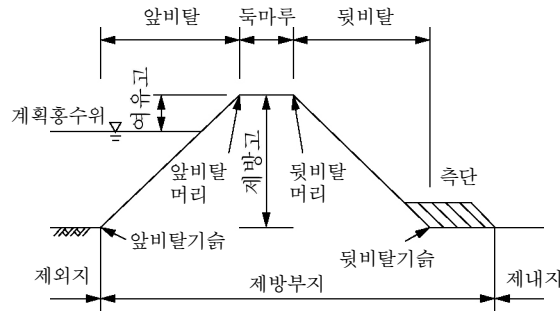 앞비탈 둑마루 뒷비탈
계획홍수위
여유고
제방고
앞비탈
머리
뒷비탈
머리
측단
앞비탈기슭
뒷비탈기슭
제외지 제방부지 제내지